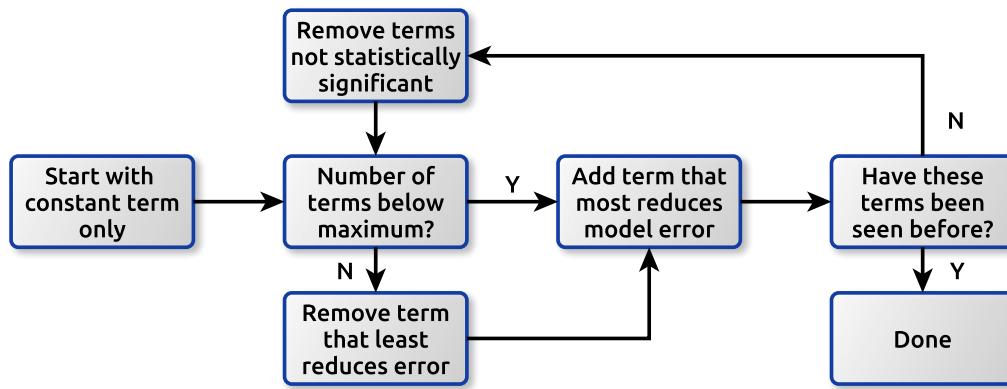 Remove terms
not statistically
significant
N
Start with
constant term
only
Number of
terms below
maximum?
Y
Add term that
most reduces
model error
Have these
terms been
seen before?
N
Y
Remove term
that least
reduces error
Done